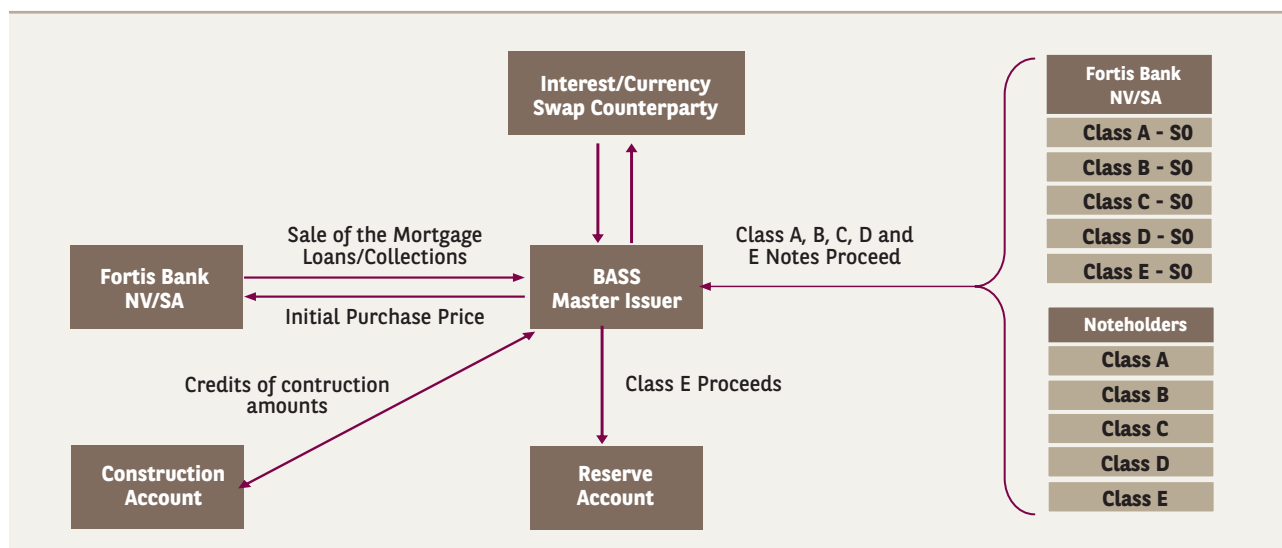 Interest/Currency
Swap Counterparty
Sale of the Mortgage
Loans/Collections
Fortis Bank
NV/SA
Initial Purchase Price
BASS
Master Issuer
Class A, B, C, D and
E Notes Proceed
Credits of contruction
amounts
Class E Proceeds
Construction
Account
Reserve
Account
Fortis Bank
NV/SA
Class A - S0
Class B - S0
Class C - S0
Class D - S0
Class E - S0
Noteholders
Class A
Class B
Class C
Class D
Class E